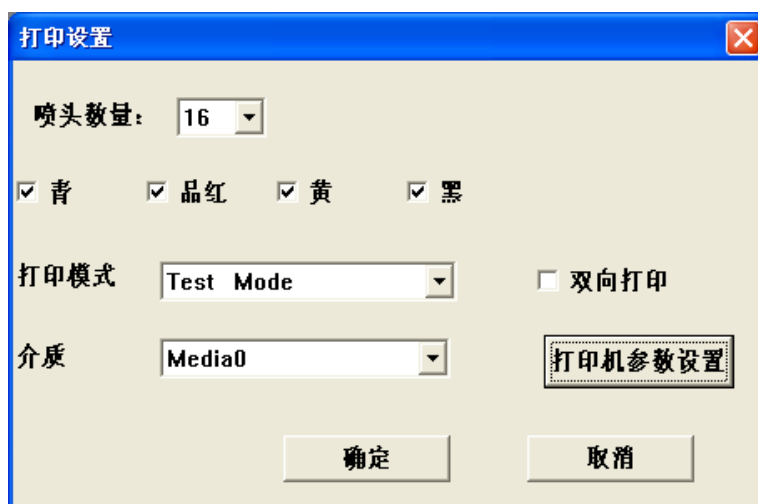 打印设置
喷头数量： 16
青 品红 黄 黑
打印模式 Test Mode 双向打印
介质 Media0 打印机参数设置
确定 取消